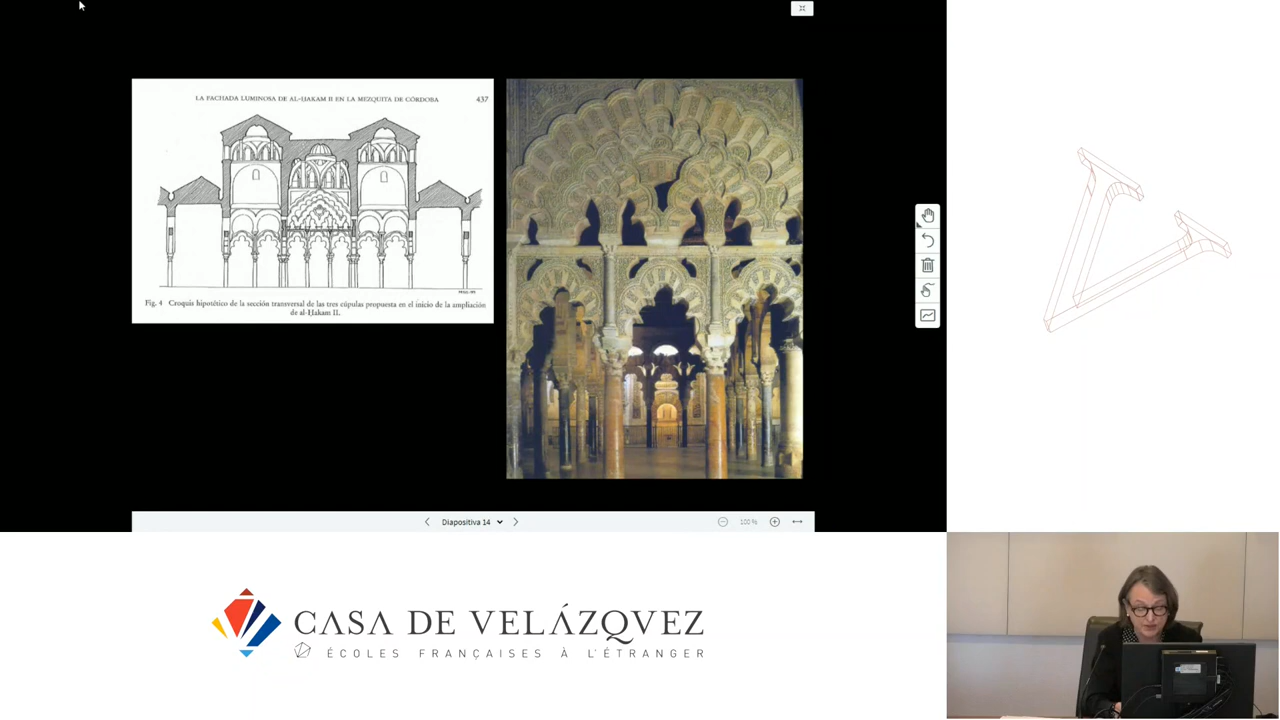 LA FACHADA LUMINOSA DE AL-ḤAKAM II EN LA MEZQUITA DE CÓRDOBA 437
Fig. 4 Croquis hipotético de la sección transversal de las tres cúpulas propuesta en el inicio de la ampliación
de al-Ḥakam II.
Diapositiva 14
100 %
CASA DE VELÁZQVEZ
ÉCOLES FRANÇAISES À L'ÉTRANGER